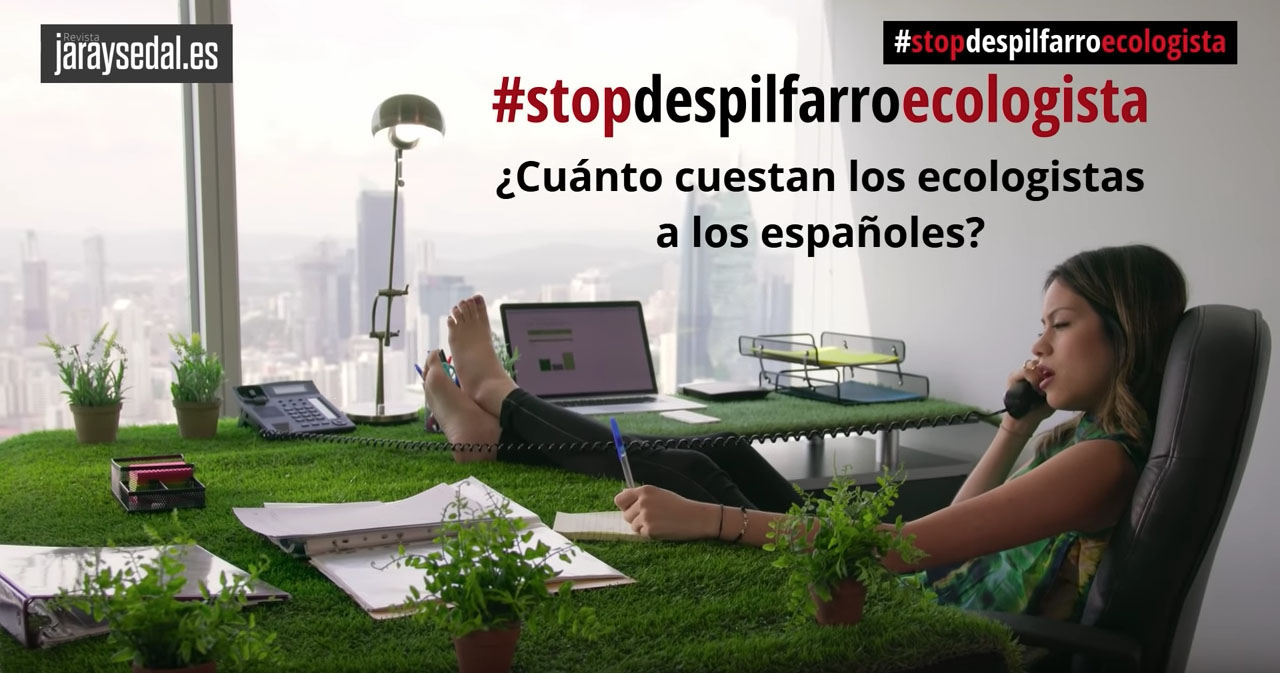 Revista
jaraysedal.es
#stopdespilfarroecologista
#stopdespilfarroecologista
¿Cuánto cuestan los ecologistas
a los españoles?